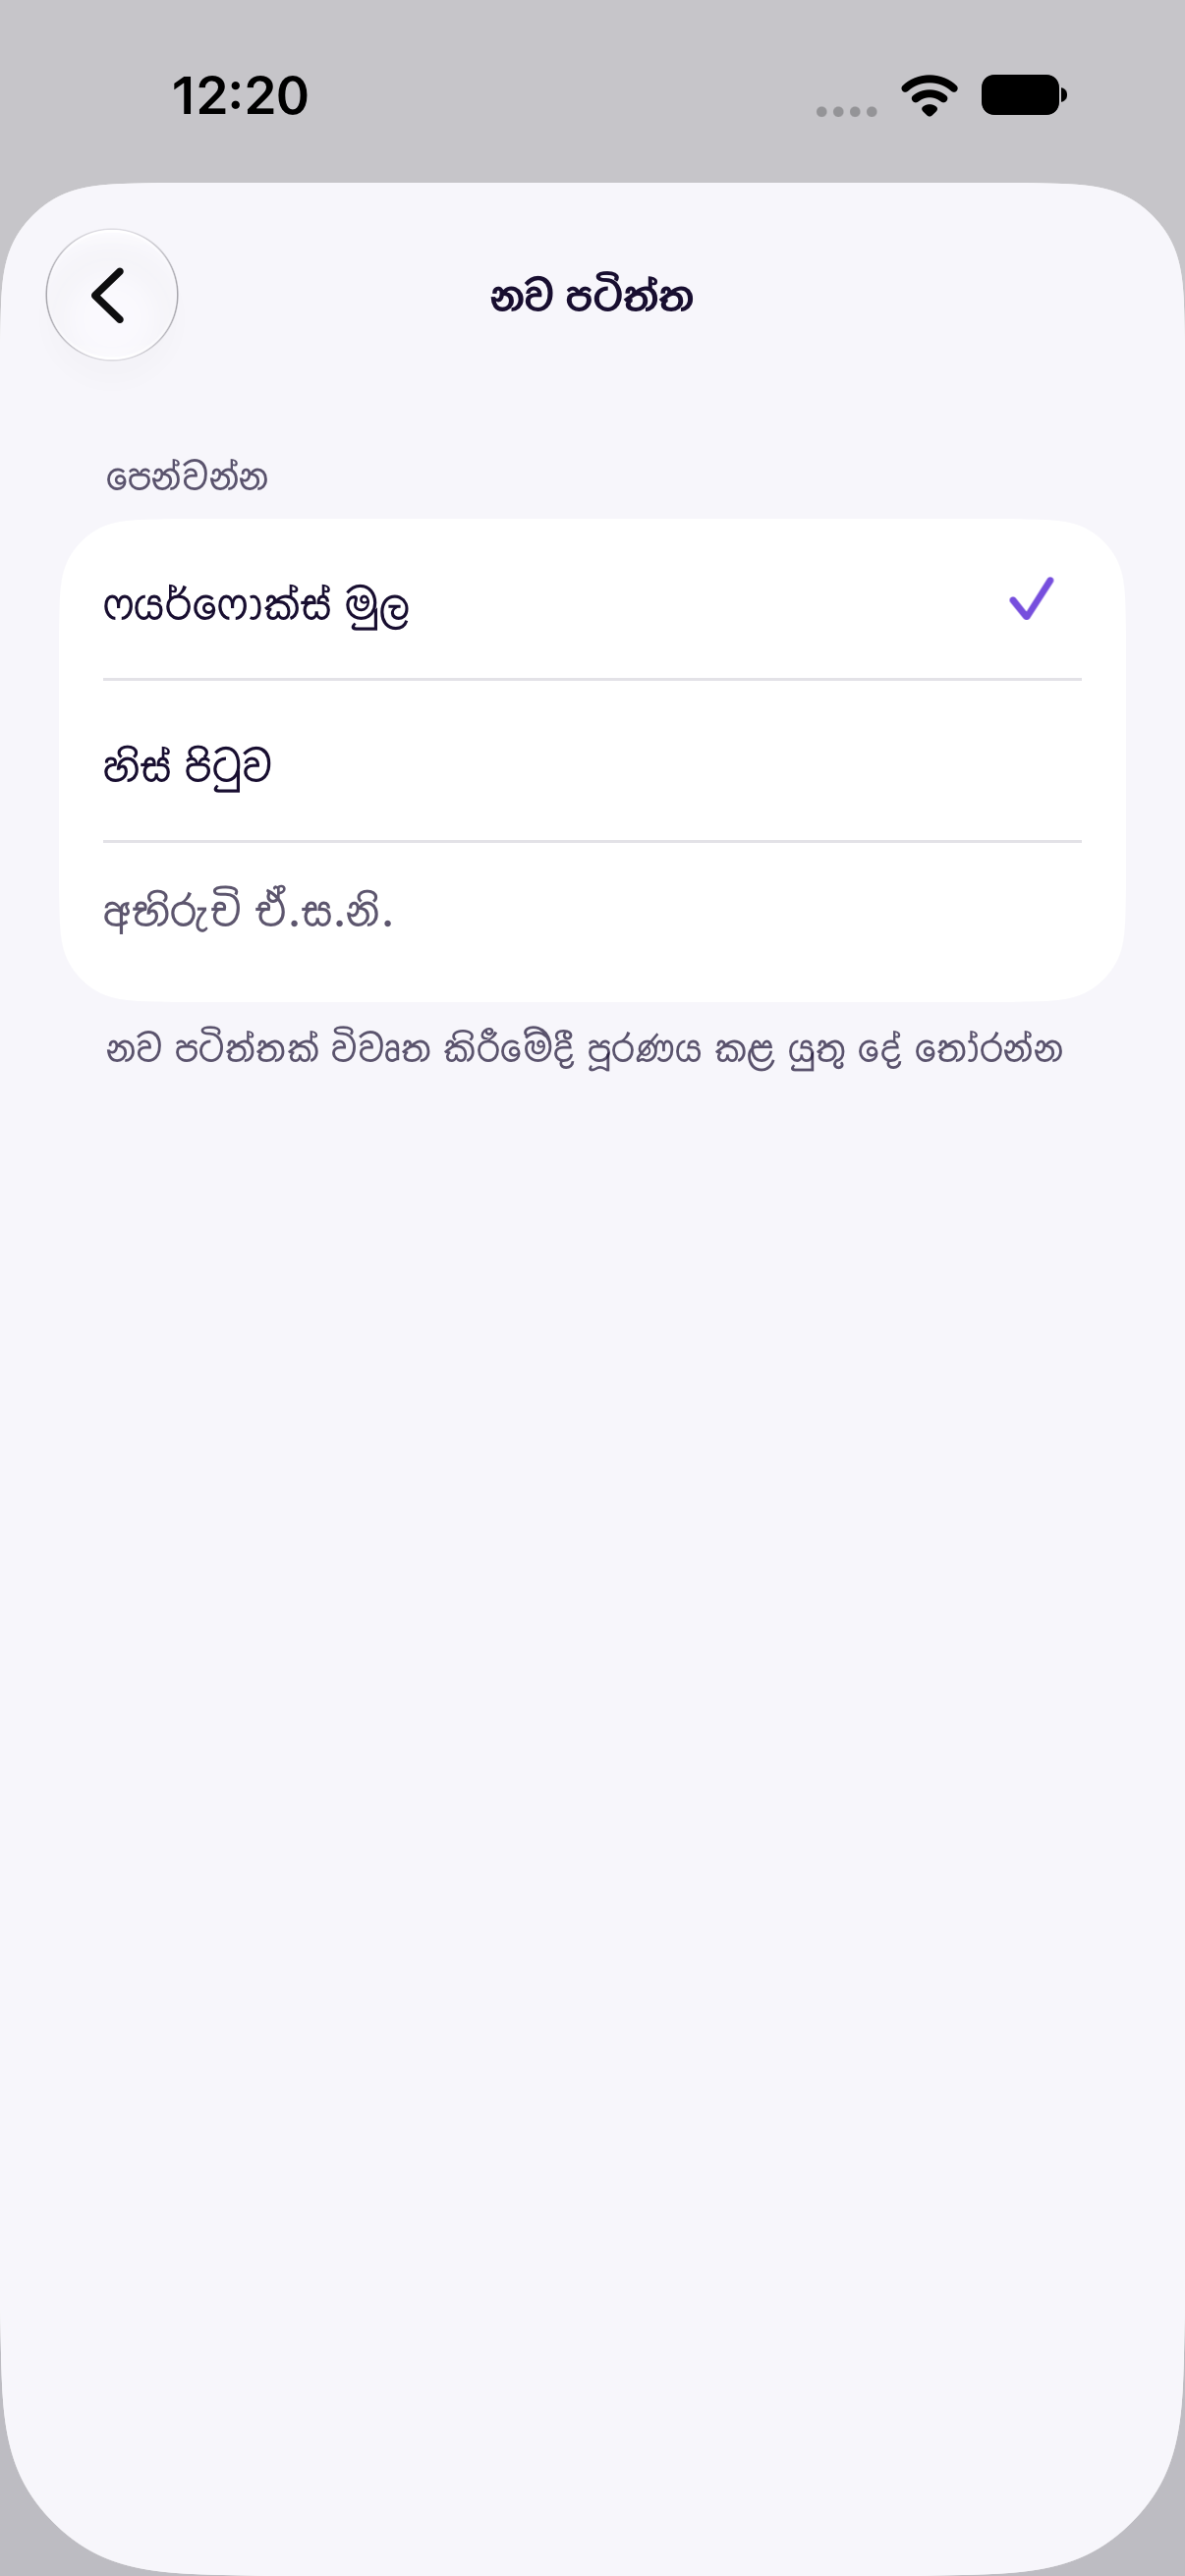 12:20
නව පටිත්ත
පෙන්වන්න
ෆයර්ෆොක්ස් මුල
හිස් පිටුව
අභිරුචි ඒ.ස.නි.
නව පටිත්තක් විවෘත කිරීමේදී පූරණය කළ යුතු දේ තෝරන්න